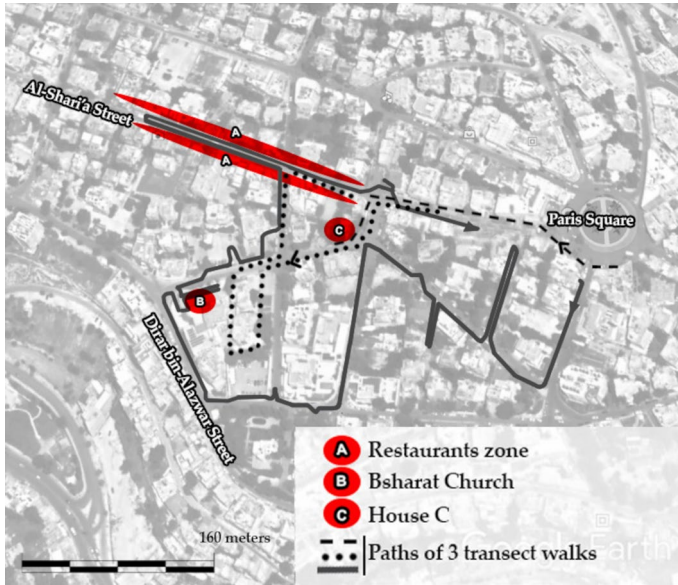 Al-Shari'a Street
A
A
Paris Square
C
B
Dirar b'in-Alazwar Street
A Restaurants zone
B Bsharat Church
C House C
Paths of 3 transect walks
160 meters
Google Earth